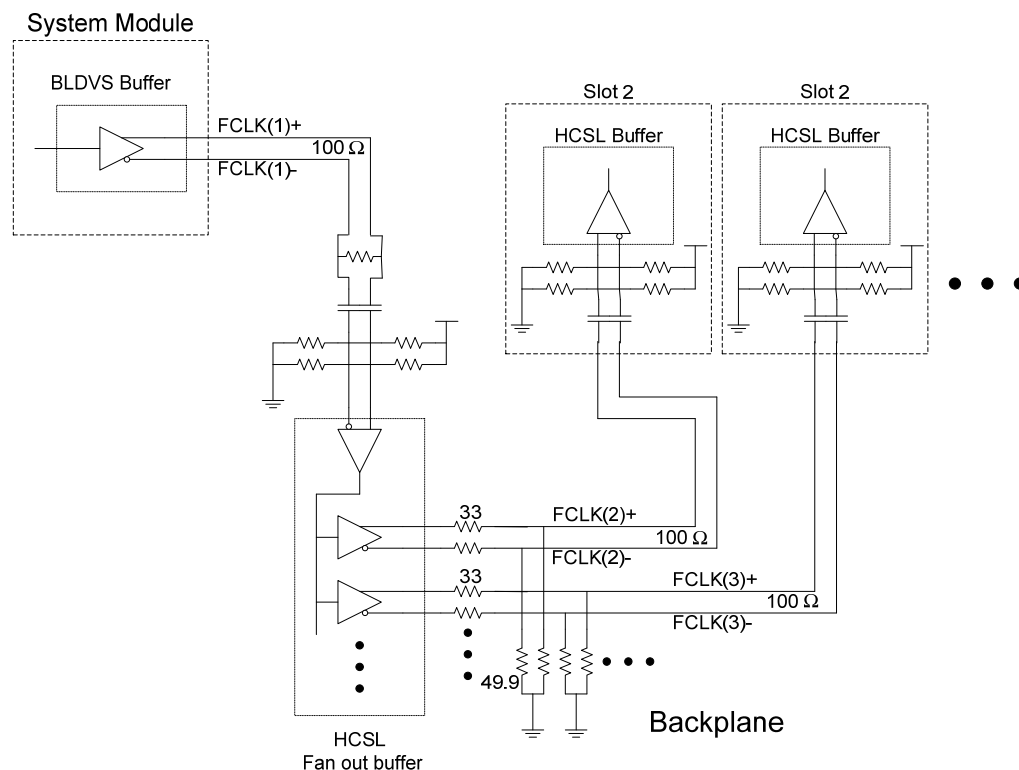 System Module
BLDVS Buffer
FCLK(1)+
100 Ω
FCLK(1)-
Slot 2
HCSL Buffer
Slot 2
HCSL Buffer
33
FCLK(2)+
100 Ω
FCLK(2)-
33
FCLK(3)+
100 Ω
FCLK(3)-
49.9
Backplane
HCSL
Fan out buffer